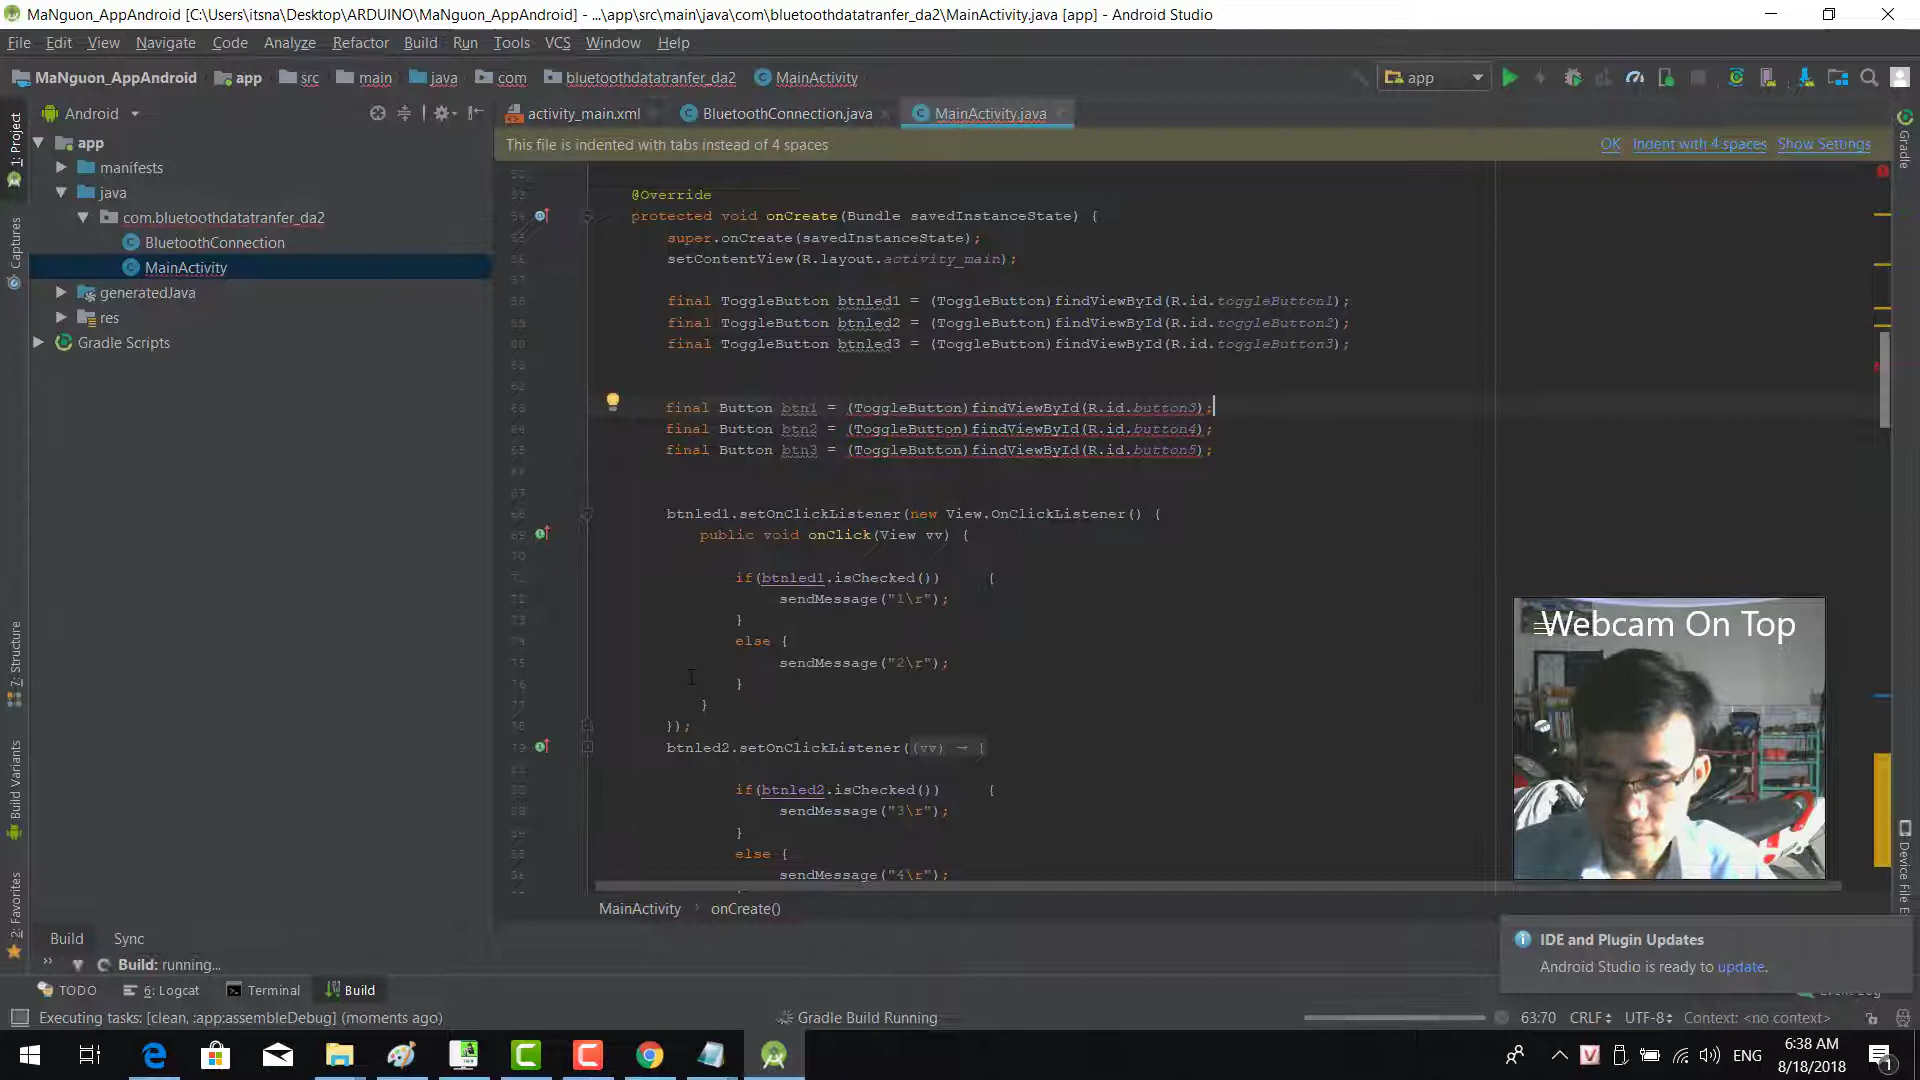 MaNguon_AppAndroid [C:\Users\itsna\Desktop\ARDUINO\MaNguon_AppAndroid] - ...\app\src\main\java\com\bluetoothdatatranfer_da2\MainActivity.java [app] - Android Studio
File Edit View Navigate Code Analyze Refactor Build Run Tools VCS Window Help
MaNguon_AppAndroid app src main java com bluetoothdatatranfer_da2 MainActivity app
Android
activity_main.xml BluetoothConnection.java MainActivity.java
This file is indented with tabs instead of 4 spaces OK Indent with 4 spaces Show Settings
1: Project
Captures
7: Structure
Build Variants
2: Favorites
app
manifests
java
com.bluetoothdatatranfer_da2
BluetoothConnection
MainActivity
generatedJava
res
Gradle Scripts
@Override
protected void onCreate(Bundle savedInstanceState) {
super.onCreate(savedInstanceState);
setContentView(R.layout.activity_main);
final ToggleButton btnled1 = (ToggleButton)findViewById(R.id.toggleButton1);
final ToggleButton btnled2 = (ToggleButton)findViewById(R.id.toggleButton2);
final ToggleButton btnled3 = (ToggleButton)findViewById(R.id.toggleButton3);
final Button btn1 = (ToggleButton)findViewById(R.id.button3);
final Button btn2 = (ToggleButton)findViewById(R.id.button4);
final Button btn3 = (ToggleButton)findViewById(R.id.button5);
btnled1.setOnClickListener(new View.OnClickListener() {
public void onClick(View vv) {
if(btnled1.isChecked()) {
sendMessage("1\r");
}
else {
sendMessage("2\r");
}
}
});
btnled2.setOnClickListener((vv) → {
if(btnled2.isChecked()) {
sendMessage("3\r");
}
else {
sendMessage("4\r");
MainActivity onCreate()
Gradle
Webcam On Top
IDE and Plugin Updates
Android Studio is ready to update.
Build Sync
Build: running...
TODO 6: Logcat Terminal Build
Executing tasks: [clean, :app:assembleDebug] (moments ago) Gradle Build Running 63:70 CRLF UTF-8 Context: <no context>
ENG 6:38 AM
8/18/2018
1